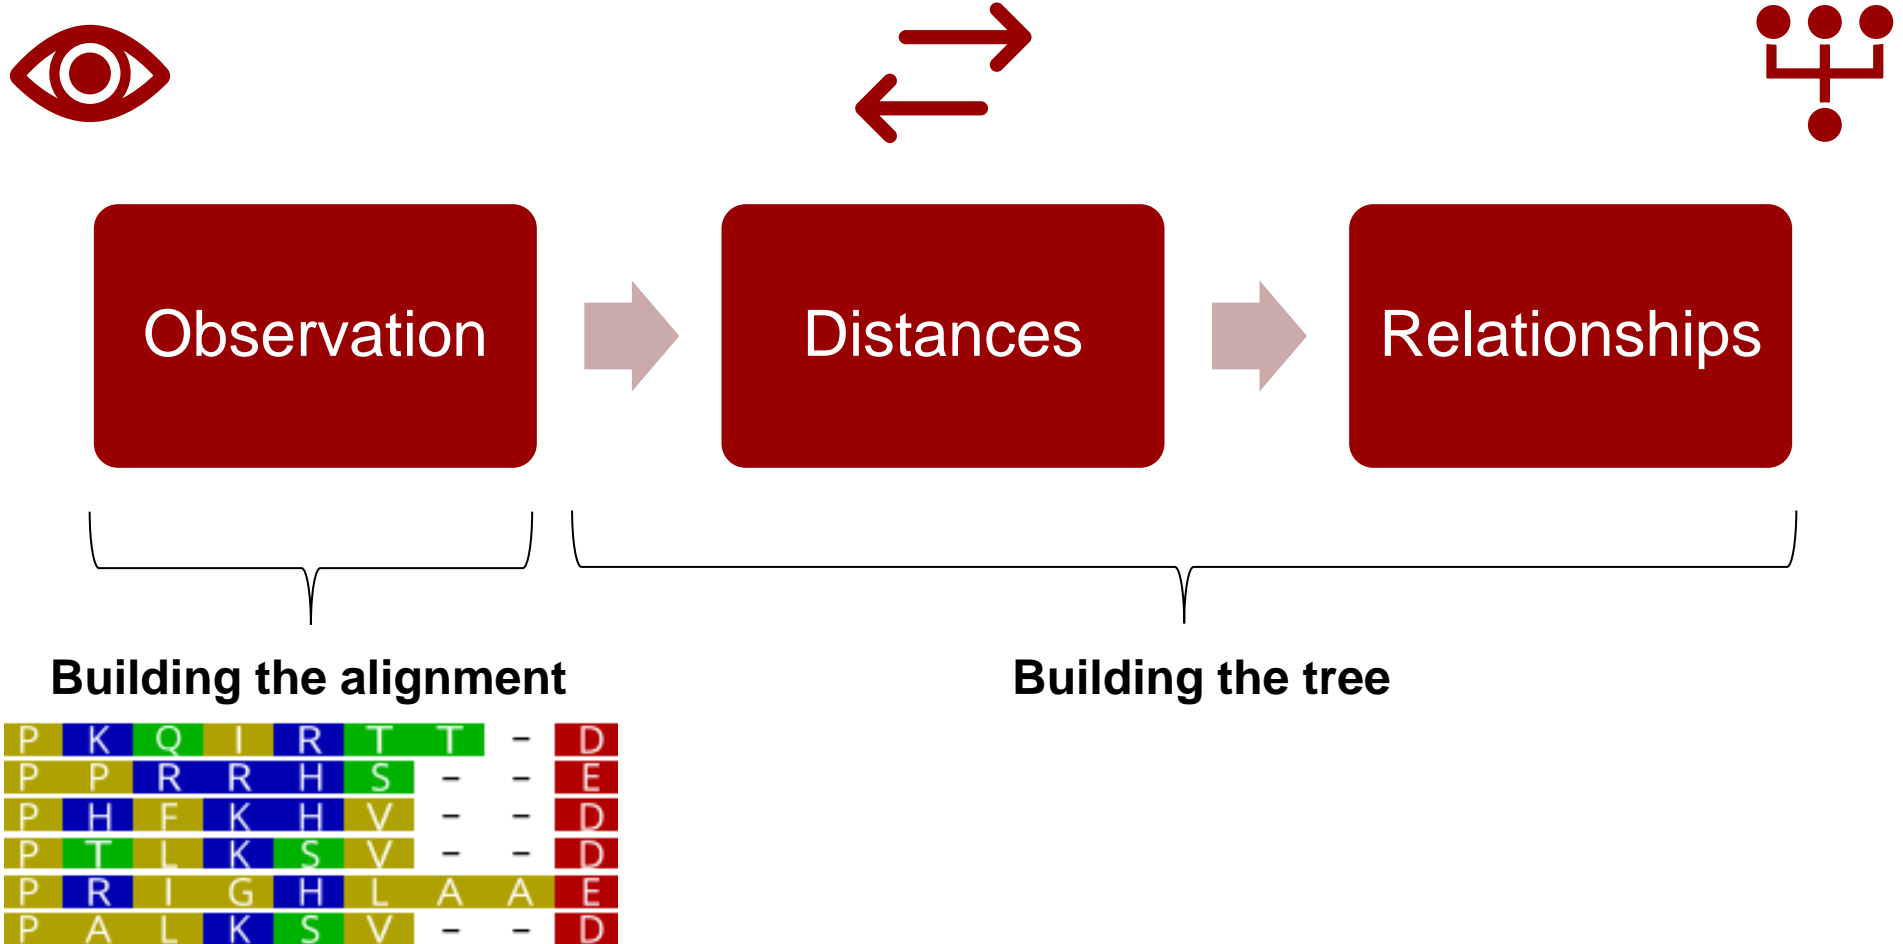 Observation
Distances
Relationships
Building the alignment
Building the tree
P K Q I R T T - D
P P R R H S - - E
P H F K H V - - D
P T L K S V - - D
P R I G H L A A E
P A L K S V - - D